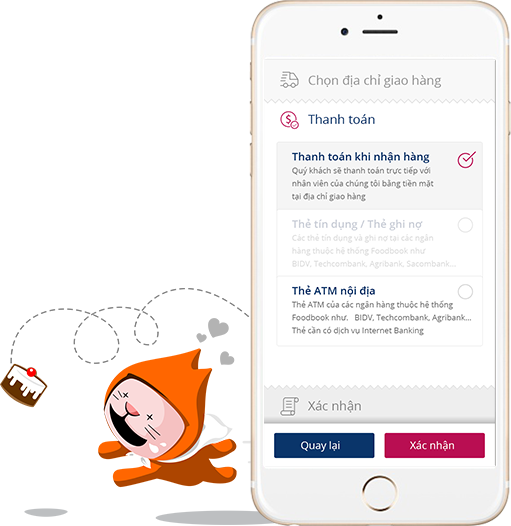 Chọn địa chỉ giao hàng
Thanh toán
Thanh toán khi nhận hàng
Quý khách sẽ thanh toán trực tiếp với
nhân viên của chúng tôi bằng tiền mặt
tại địa chỉ giao hàng
Thẻ tín dụng / Thẻ ghi nợ
Các thẻ tín dụng và ghi nợ tại các ngân
hàng thuộc hệ thống Foodbook như
BIDV, Techcombank, Agribank, Sacombank...
Thẻ ATM nội địa
Thẻ ATM của các ngân hàng thuộc hệ thống
Foodbook như. BIDV, Techcombank, Agribank...
Thẻ cần có dịch vụ Internet Banking
Xác nhận
Quay lại
Xác nhận